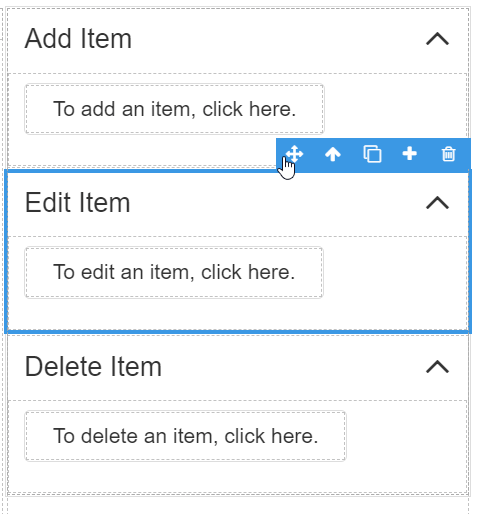 Add Item
To add an item, click here.
Edit Item
To edit an item, click here.
Delete Item
To delete an item, click here.